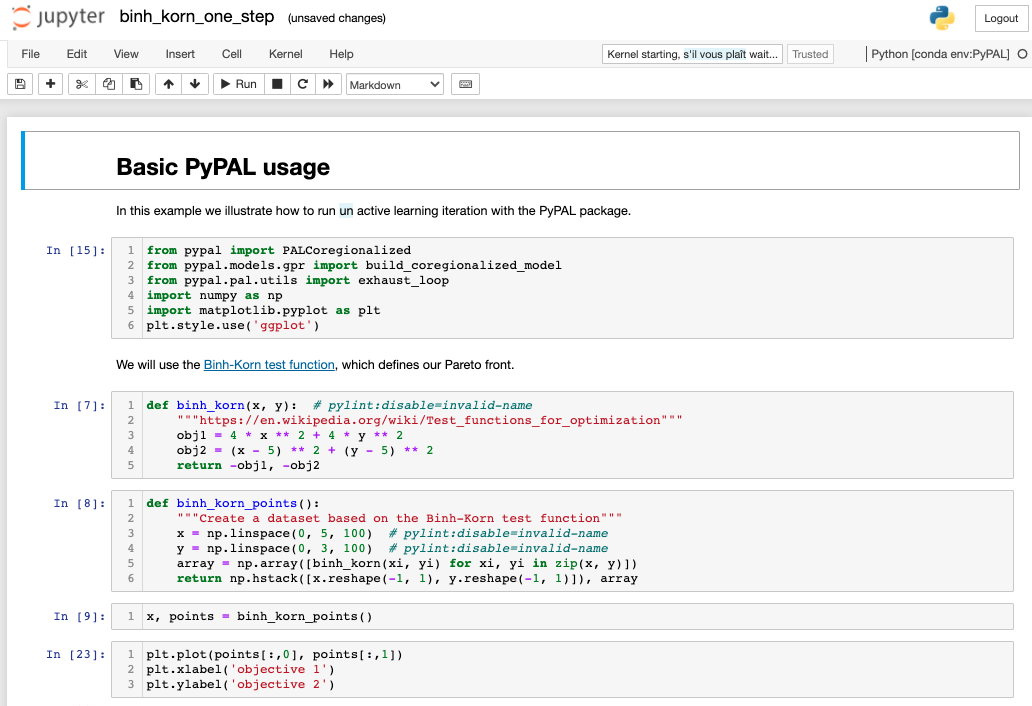 jupyter binh_korn_one_step (unsaved changes) Logout
File Edit View Insert Cell Kernel Help Kernel starting, s'il vous plaît wait... Trusted Python [conda env:PyPAL]
Run Markdown
Basic PyPAL usage
In this example we illustrate how to run un active learning iteration with the PyPAL package.
In [15]:
1 from pypal import PALCoregionalized
2 from pypal.models.gpr import build_coregionalized_model
3 from pypal.pal.utils import exhaust_loop
4 import numpy as np
5 import matplotlib.pyplot as plt
6 plt.style.use('ggplot')
We will use the Binh-Korn test function, which defines our Pareto front.
In [7]:
1 def binh_korn(x, y):  # pylint:disable=invalid-name
2     """https://en.wikipedia.org/wiki/Test_functions_for_optimization"""
3     obj1 = 4 * x ** 2 + 4 * y ** 2
4     obj2 = (x - 5) ** 2 + (y - 5) ** 2
5     return -obj1, -obj2
In [8]:
1 def binh_korn_points():
2     """Create a dataset based on the Binh-Korn test function"""
3     x = np.linspace(0, 5, 100)  # pylint:disable=invalid-name
4     y = np.linspace(0, 3, 100)  # pylint:disable=invalid-name
5     array = np.array([binh_korn(xi, yi) for xi, yi in zip(x, y)])
6     return np.hstack([x.reshape(-1, 1), y.reshape(-1, 1)]), array
In [9]:
1 x, points = binh_korn_points()
In [23]:
1 plt.plot(points[:,0], points[:,1])
2 plt.xlabel('objective 1')
3 plt.ylabel('objective 2')